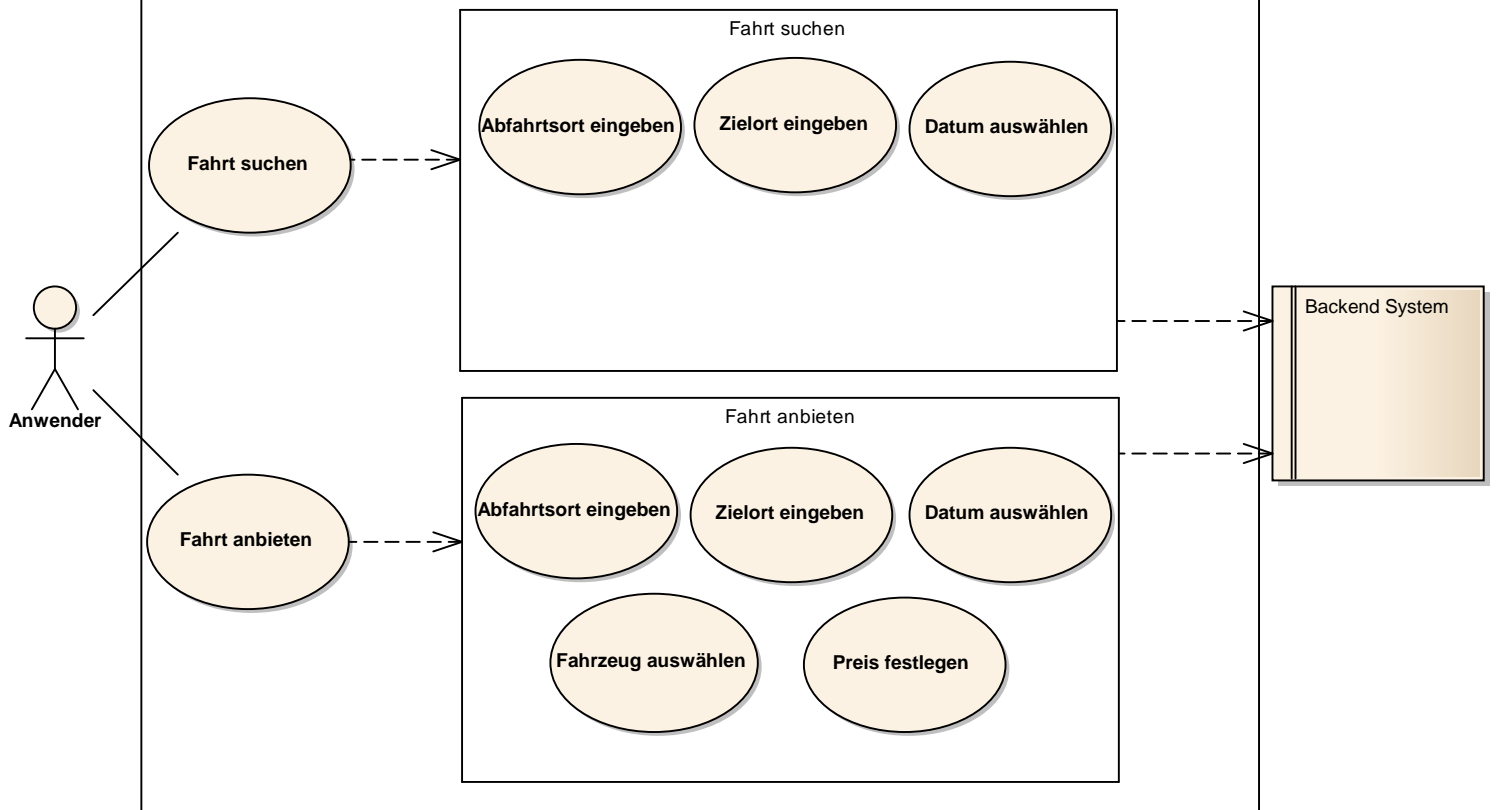 Fahrt suchen
Abfahrtsort eingeben
Zielort eingeben
Datum auswählen
Fahrt suchen
Anwender
Backend System
Fahrt anbieten
Abfahrtsort eingeben
Zielort eingeben
Datum auswählen
Fahrt anbieten
Fahrzeug auswählen
Preis festlegen